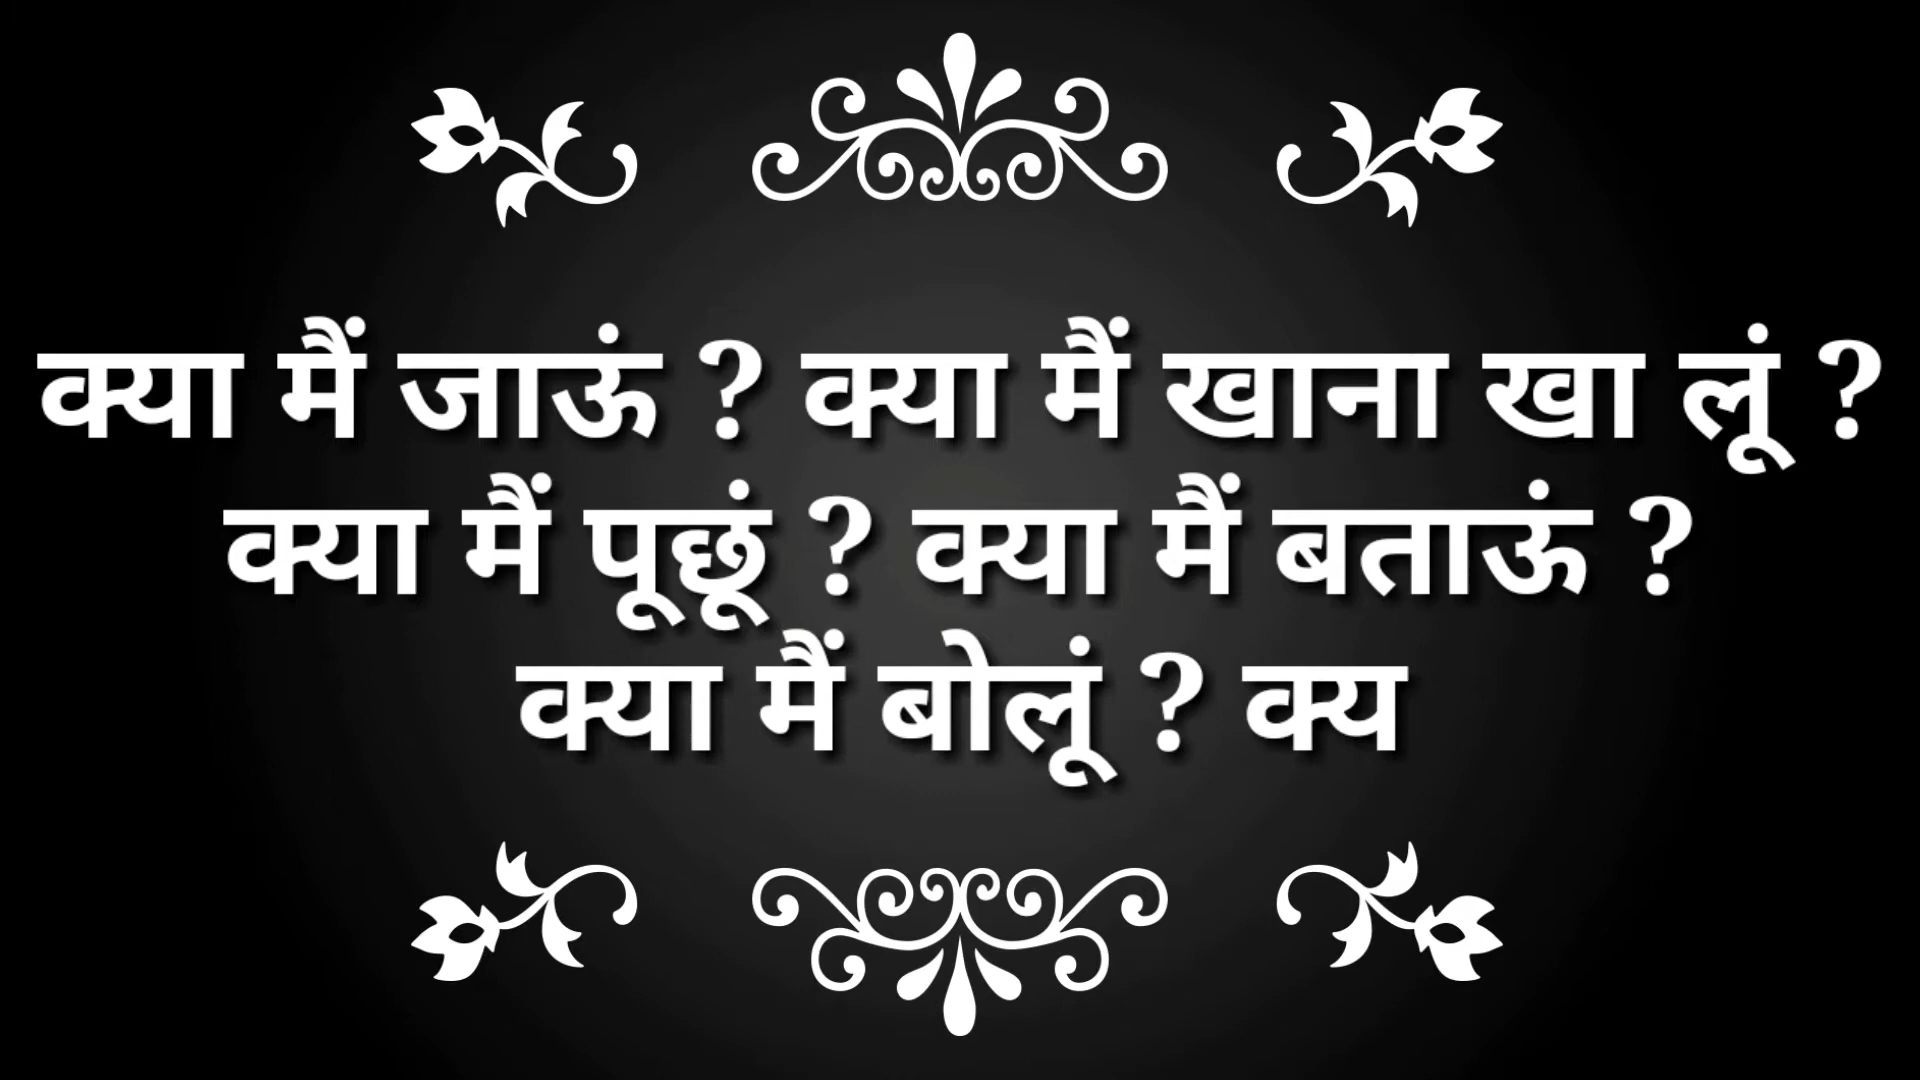 क्या मैं जाऊं ? क्या मैं खाना खा लूं ?
क्या मैं पूछूं ? क्या मैं बताऊं ?
क्या मैं बोलूं ? क्य